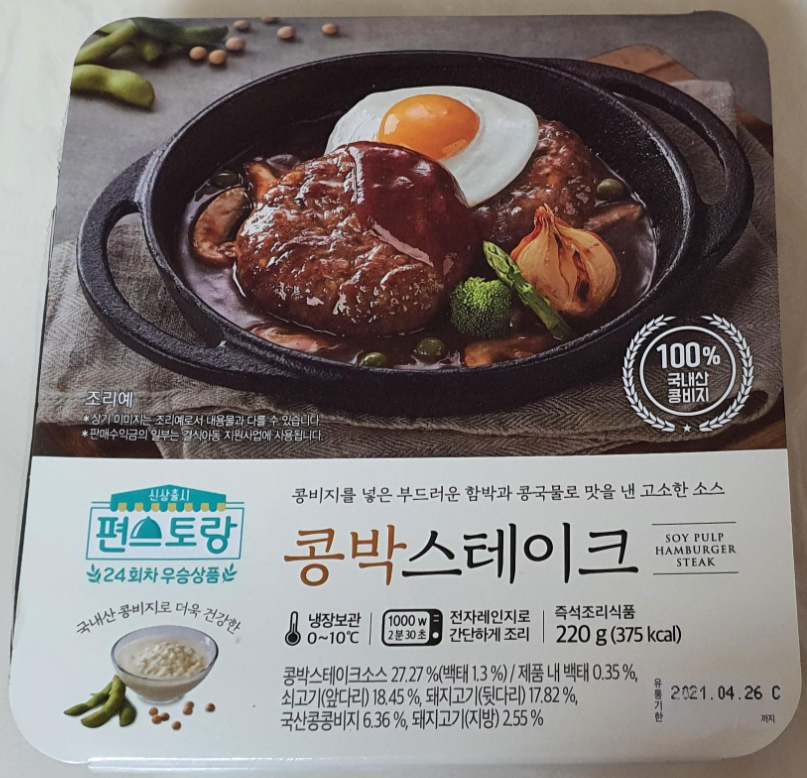 100%
국내산
콩비지
조리예
*상기 이미지는 조리예로서 내용물과 다를 수 있습니다.
*판매수익금의 일부는 결식아동 지원사업에 사용됩니다.
신상출시
편스토랑
24회차 우승상품
콩비지를 넣은 부드러운 함박과 콩국물로 맛을 낸 고소한 소스
콩박스테이크
SOY PULP
HAMBURGER
STEAK
국내산 콩비지로 더욱 건강한
냉장보관
0~10℃
1000 w
2분 30초
전자레인지로
간단하게 조리
즉석조리식품
220 g (375 kcal)
콩박스테이크소스 27.27 %(백태 1.3 %) / 제품 내 백태 0.35 %,
쇠고기(앞다리) 18.45 %, 돼지고기(뒷다리) 17.82 %,
국산콩콩비지 6.36 %, 돼지고기(지방) 2.55 %
유통기한
2021.04.26 C
까지